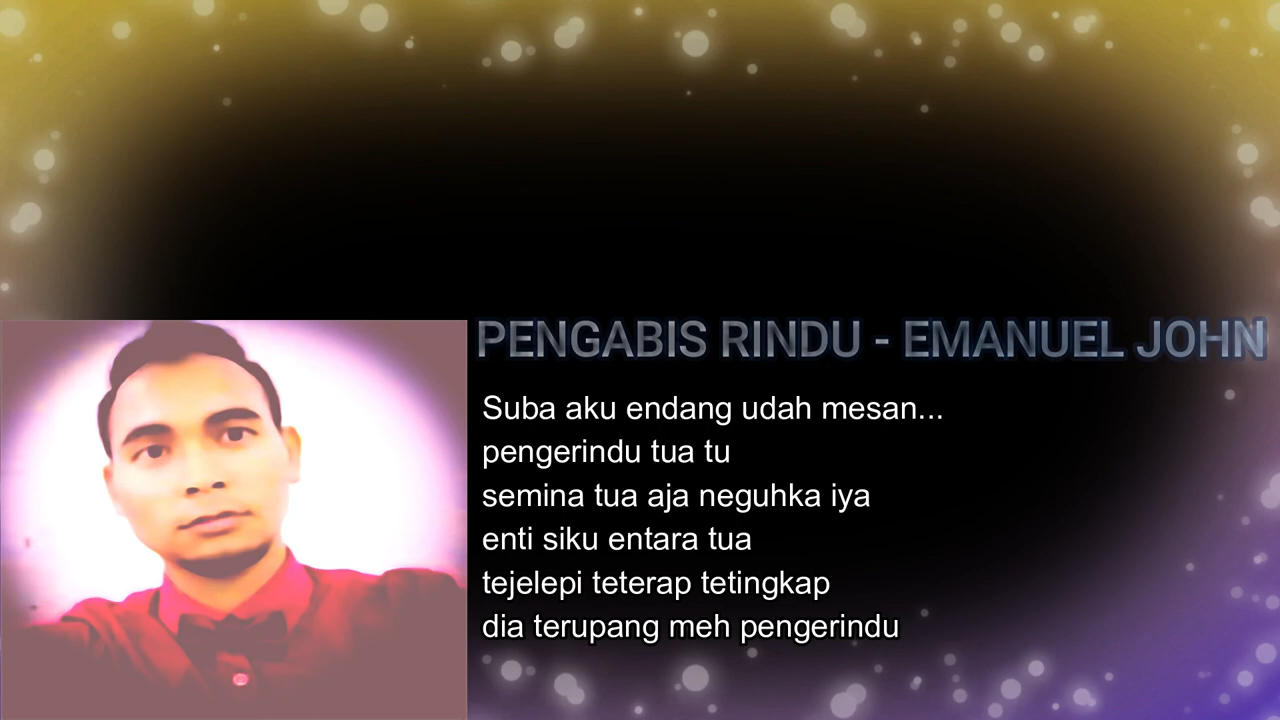 PENGABIS RINDU - EMANUEL JOHN
Suba aku endang udah mesan...
pengerindu tua tu
semina tua aja neguhka iya
enti siku entara tua
tejelepi teterap tetingkap
dia terupang meh pengerindu